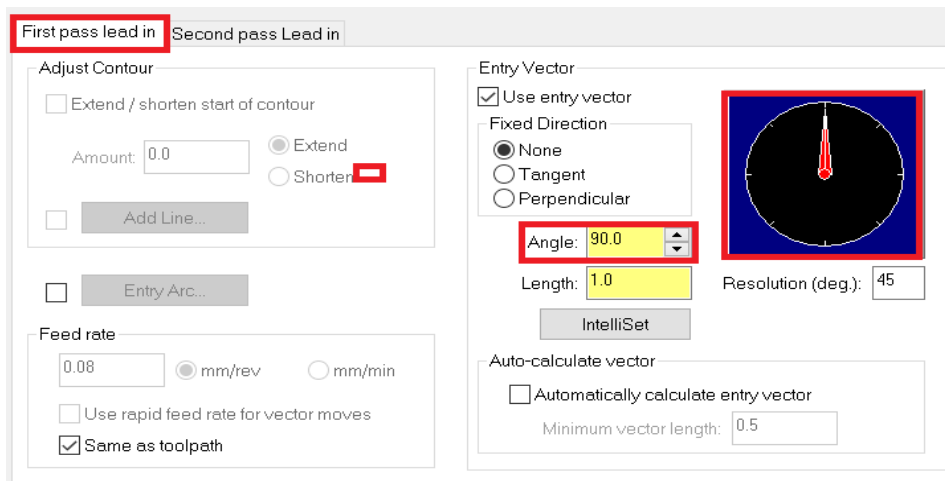 First pass lead in
Second pass Lead in
Adjust Contour
Extend / shorten start of contour
Amount: 0.0
Extend
Shorten
Add Line...
Entry Arc...
Feed rate
0.08
mm/rev
mm/min
Use rapid feed rate for vector moves
Same as toolpath
Entry Vector
Use entry vector
Fixed Direction
None
Tangent
Perpendicular
Angle: 90.0
Length: 1.0
Resolution (deg.): 45
IntelliSet
Auto-calculate vector
Automatically calculate entry vector
Minimum vector length: 0.5